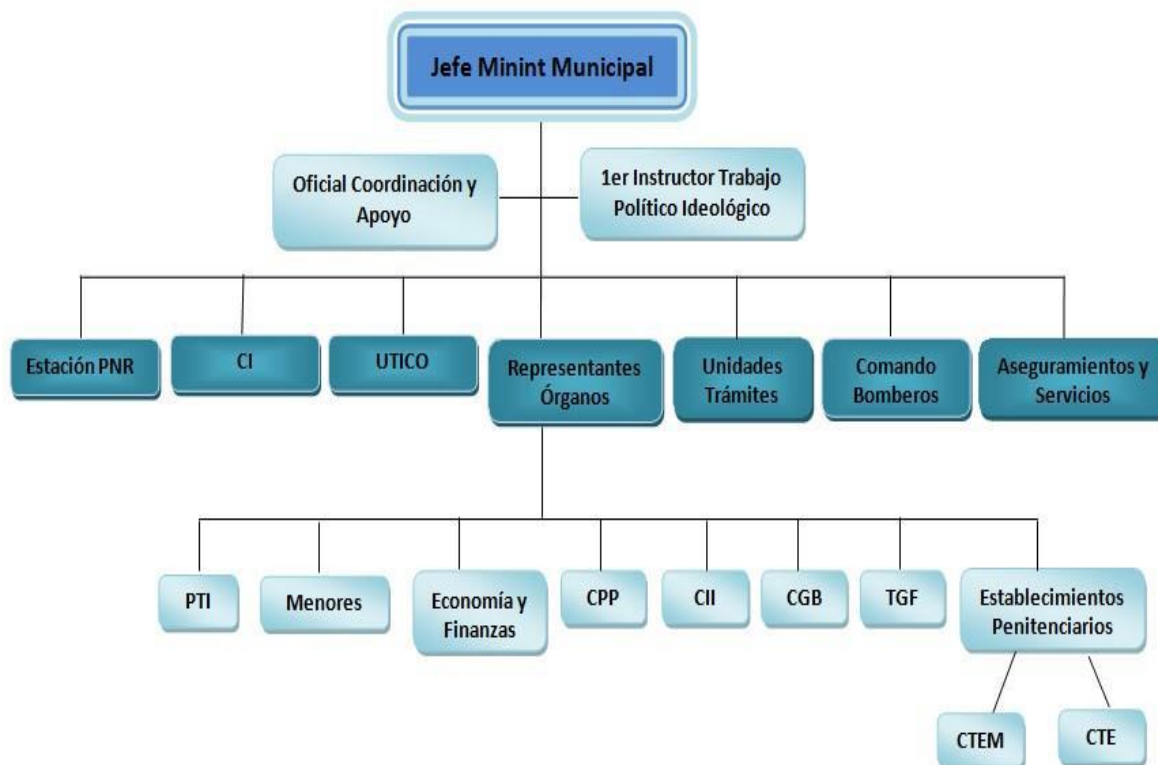 Jefe Minint Municipal
Oficial Coordinación y
Apoyo
1er Instructor Trabajo
Político Ideológico
Estación PNR
CI
UTICO
Representantes
Órganos
Unidades
Trámites
Comando
Bomberos
Aseguramientos y
Servicios
PTI
Menores
Economía y
Finanzas
CPP
CII
CGB
TGF
Establecimientos
Penitenciarios
CTEM
CTE